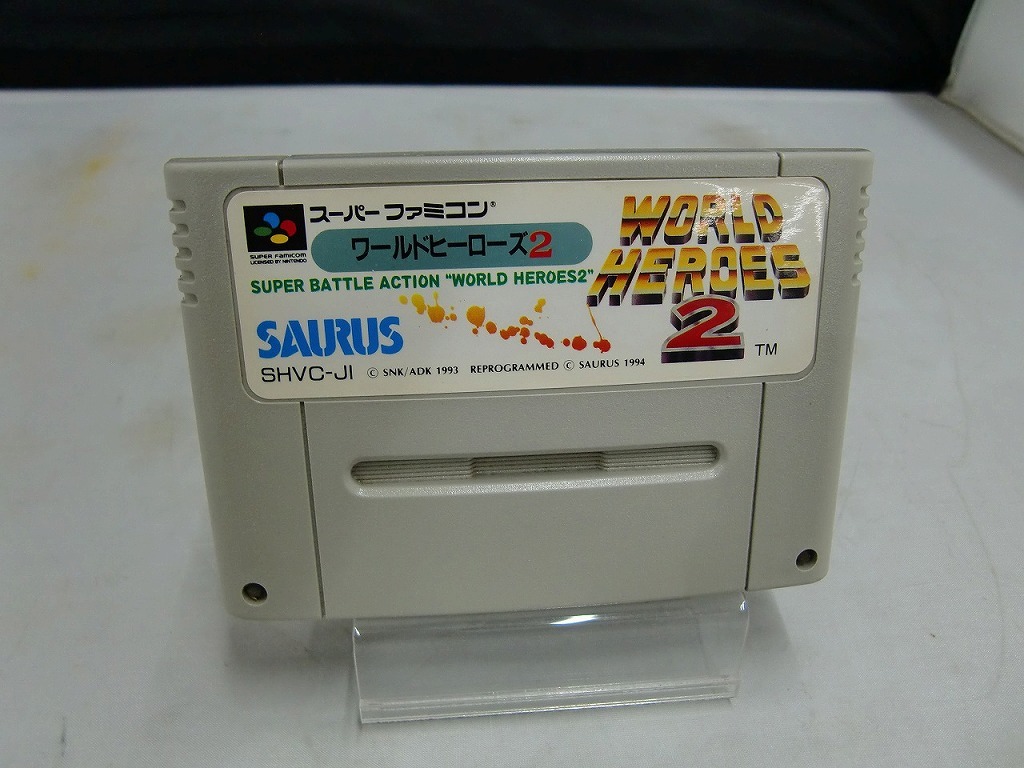 スーパーファミコン®
SUPER FAMICOM
LICENSED BY NINTENDO
ワールドヒーローズ2
SUPER BATTLE ACTION "WORLD HEROES2"
WORLD
HEROES
2
TM
SAURUS
SHVC-JI
© SNK/ADK 1993 REPROGRAMMED © SAURUS 1994